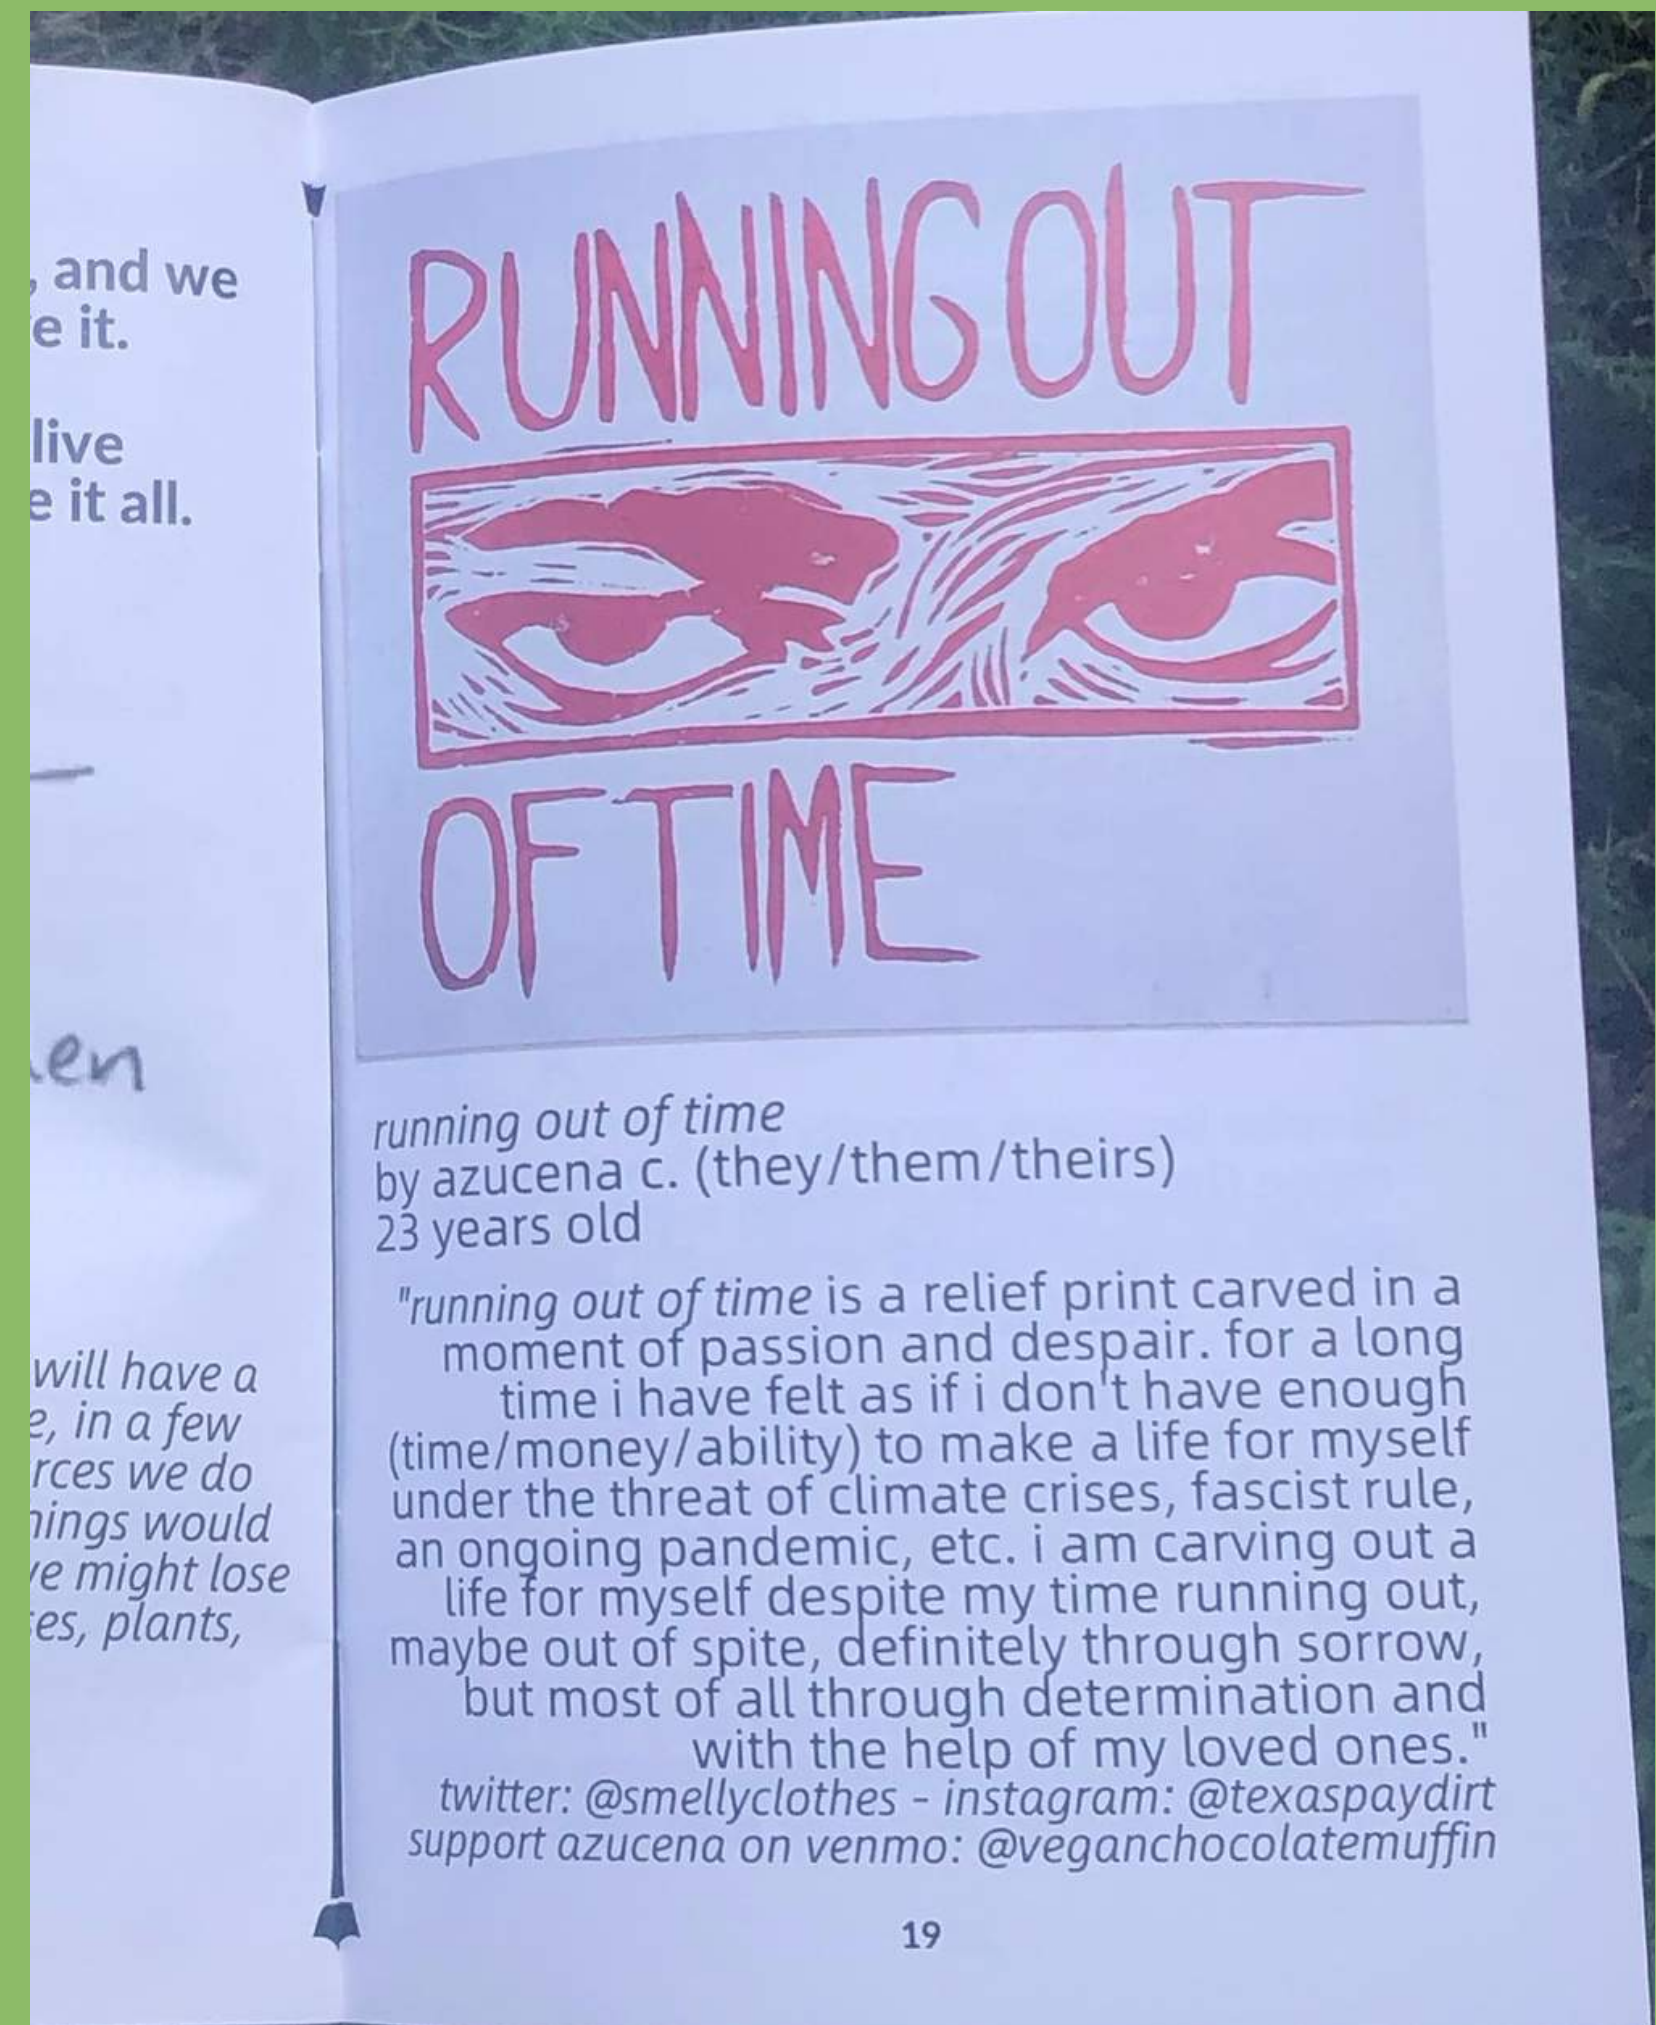 , and we
e it.
live
e it all.
en
will have a
e, in a few
rces we do
ings would
e might lose
es, plants,
RUNNING OUT
OF TIME
running out of time
by azucena c. (they/them/theirs)
23 years old
"running out of time is a relief print carved in a
moment of passion and despair. for a long
time i have felt as if i don't have enough
(time/money/ability) to make a life for myself
under the threat of climate crises, fascist rule,
an ongoing pandemic, etc. i am carving out a
life for myself despite my time running out,
maybe out of spite, definitely through sorrow,
but most of all through determination and
with the help of my loved ones."
twitter: @smellyclothes - instagram: @texaspaydirt
support azucena on venmo: @veganchocolatemuffin
19